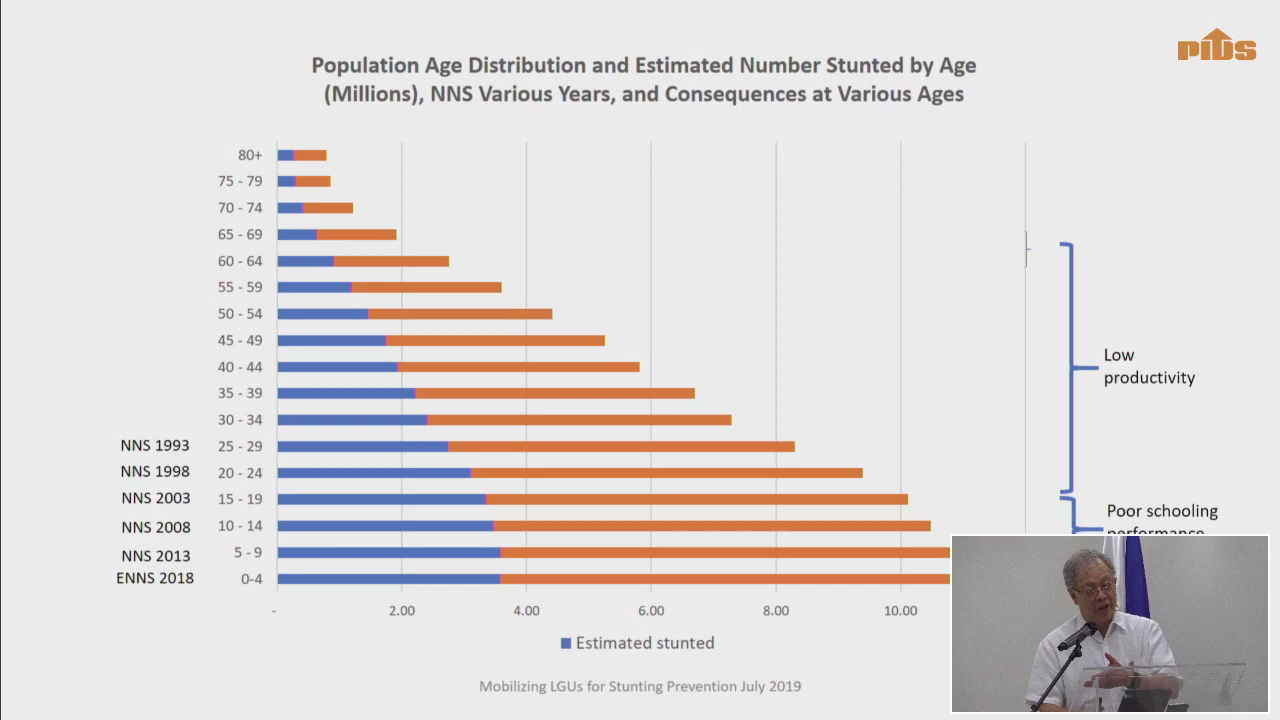 PIDS
Population Age Distribution and Estimated Number Stunted by Age
(Millions), NNS Various Years, and Consequences at Various Ages
80+
75 - 79
70 - 74
65 - 69
60 - 64
55 - 59
50 - 54
45 - 49
40 - 44
35 - 39
30 - 34
NNS 1993 25 - 29
NNS 1998 20 - 24
NNS 2003 15 - 19
NNS 2008 10 - 14
NNS 2013 5 - 9
ENNS 2018 0-4
- 2.00 4.00 6.00 8.00 10.00
Low
productivity
Poor schooling
performance
Estimated stunted
Mobilizing LGUs for Stunting Prevention July 2019